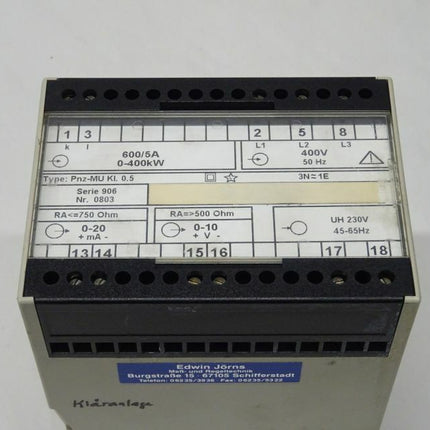 1 3 2 5 8
k l L1 L2 L3
600/5A 400V
0-400kW 50 Hz
Type: Pnz-MU Kl. 0.5 3N≈1E
Serie 906
Nr. 0803
RA<=750 Ohm RA=>500 Ohm
0-20 0-10 UH 230V
+ mA - + V - 45-65Hz
13 14 15 16 17 18
Edwin Jörns
Meß- und Regeltechnik
Burgstraße 15 · 67105 Schifferstadt
Telefon: 06235/3536 Fax: 06235/5322
Kläranlage